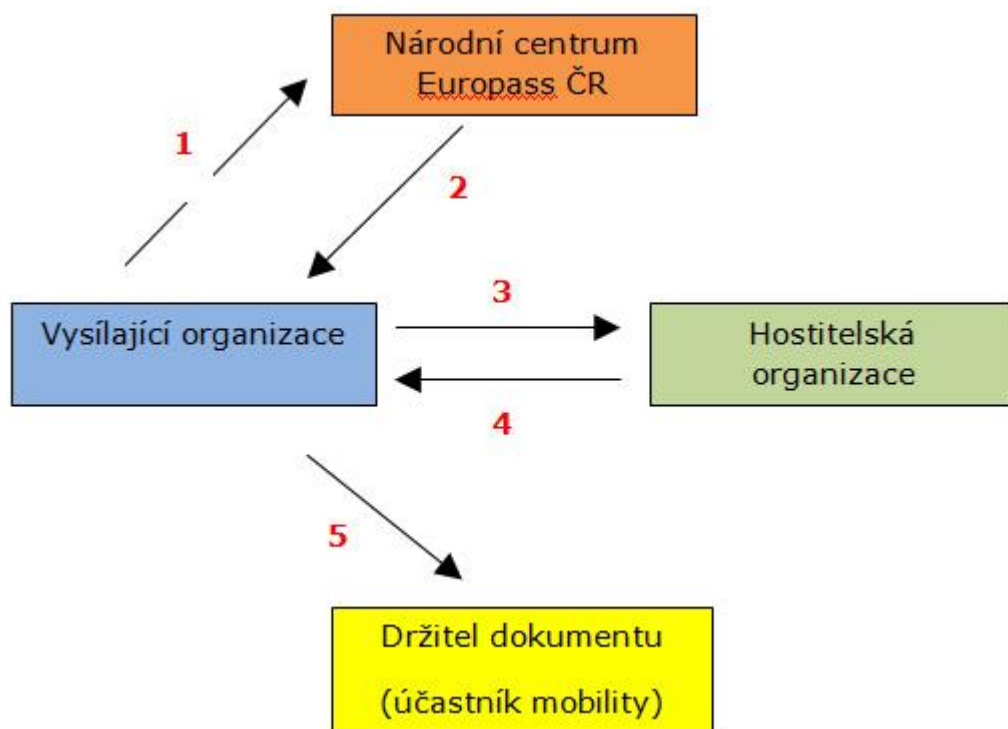 Národní centrum
Europass ČR
1
2
3
Vysílající organizace
Hostitelská
organizace
4
5
Držitel dokumentu
(účastník mobility)